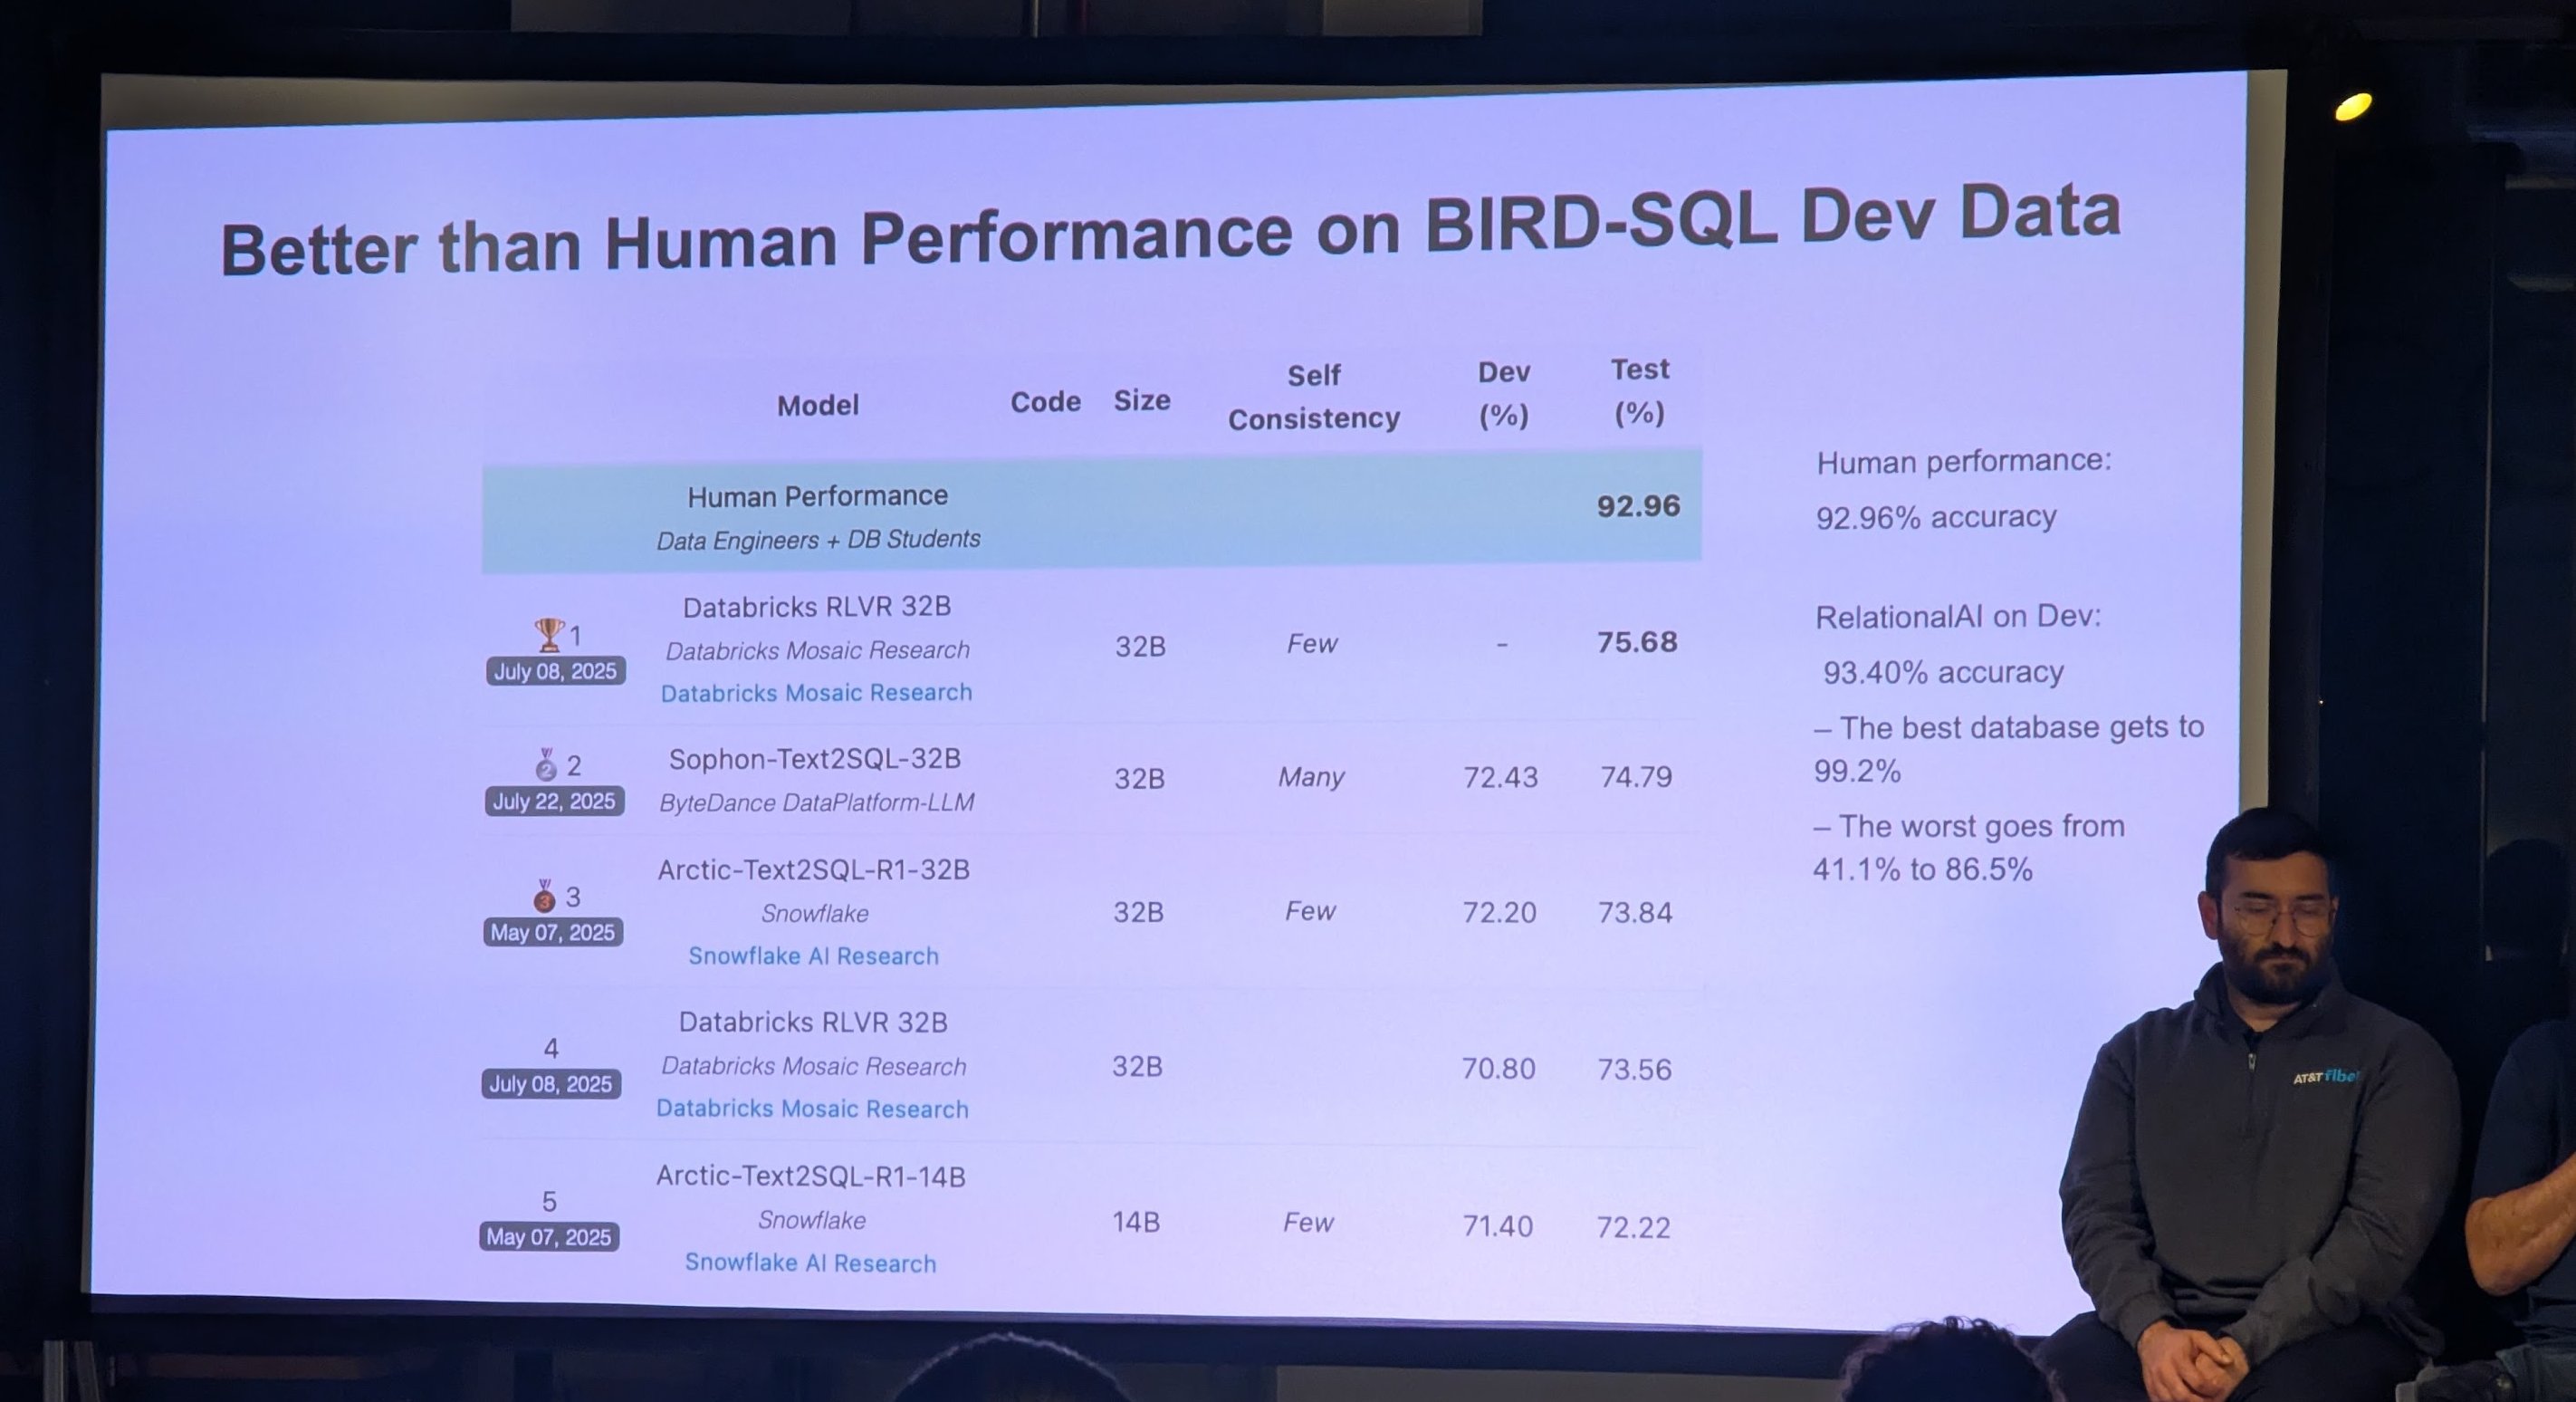 Better than Human Performance on BIRD-SQL Dev Data
Model Code Size Self Consistency Dev (%) Test (%)
Human Performance
Data Engineers + DB Students
92.96
1
July 08, 2025
Databricks RLVR 32B
Databricks Mosaic Research
Databricks Mosaic Research
32B Few - 75.68
2
July 22, 2025
Sophon-Text2SQL-32B
ByteDance DataPlatform-LLM
32B Many 72.43 74.79
3
May 07, 2025
Arctic-Text2SQL-R1-32B
Snowflake
Snowflake AI Research
32B Few 72.20 73.84
4
July 08, 2025
Databricks RLVR 32B
Databricks Mosaic Research
Databricks Mosaic Research
32B 70.80 73.56
5
May 07, 2025
Arctic-Text2SQL-R1-14B
Snowflake
Snowflake AI Research
14B Few 71.40 72.22
Human performance:
92.96% accuracy
RelationalAI on Dev:
93.40% accuracy
– The best database gets to
99.2%
– The worst goes from
41.1% to 86.5%
AT&T